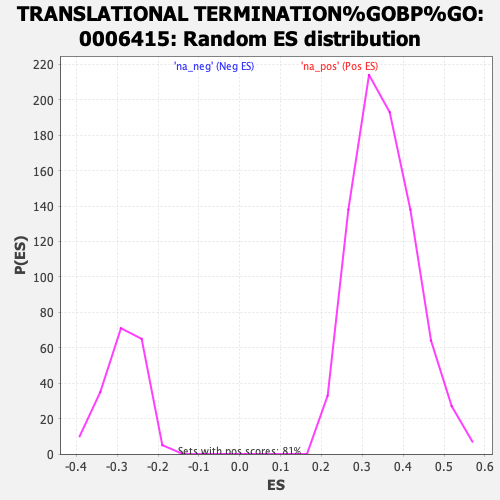 TRANSLATIONAL TERMINATION%GOBP%GO:
0006415: Random ES distribution
'na_neg' (Neg ES) 'na_pos' (Pos ES)
220
200
180
160
140
120
100
80
60
40
20
0
P(ES)
Sets with pos scores: 81%
-0.4 -0.3 -0.2 -0.1 0.0 0.1 0.2 0.3 0.4 0.5 0.6
ES